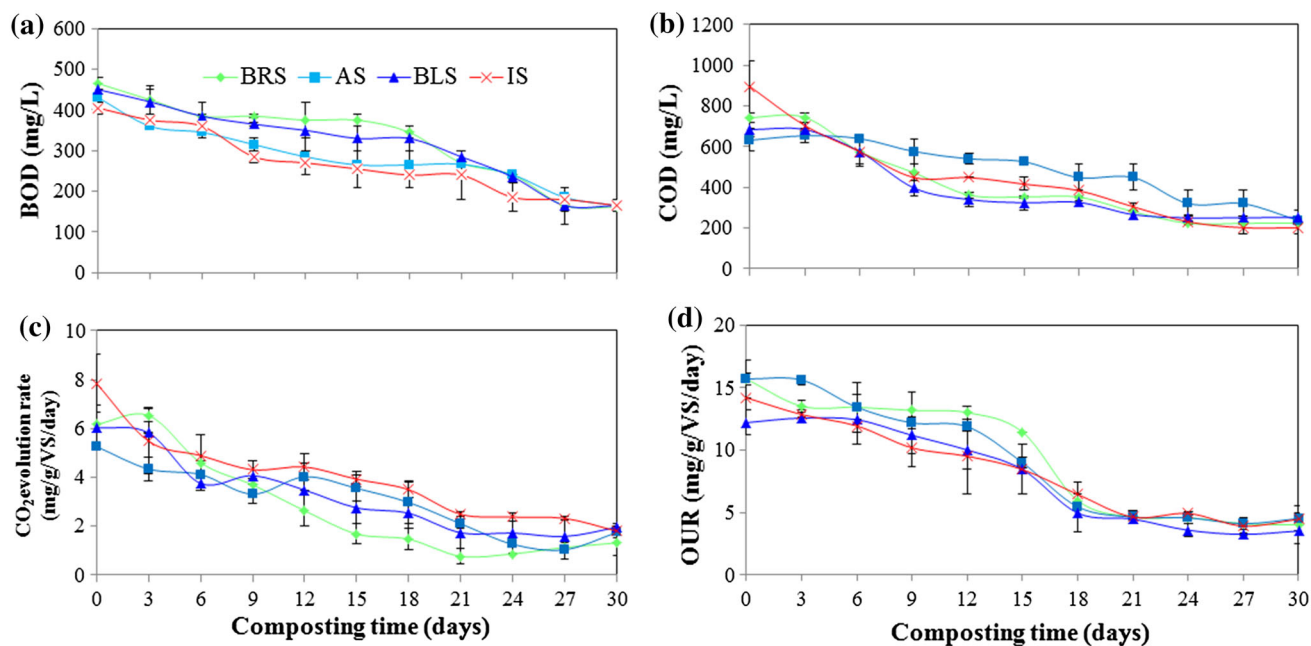 (a)
BOD (mg/L)
600
500
400
300
200
100
0
BRS AS BLS IS
(b)
COD (mg/L)
1200
1000
800
600
400
200
0
(c)
CO2evolution rate
(mg/g/VS/day)
10
8
6
4
2
0
0 3 6 9 12 15 18 21 24 27 30
Composting time (days)
(d)
OUR (mg/g/VS/day)
20
15
10
5
0
0 3 6 9 12 15 18 21 24 27 30
Composting time (days)